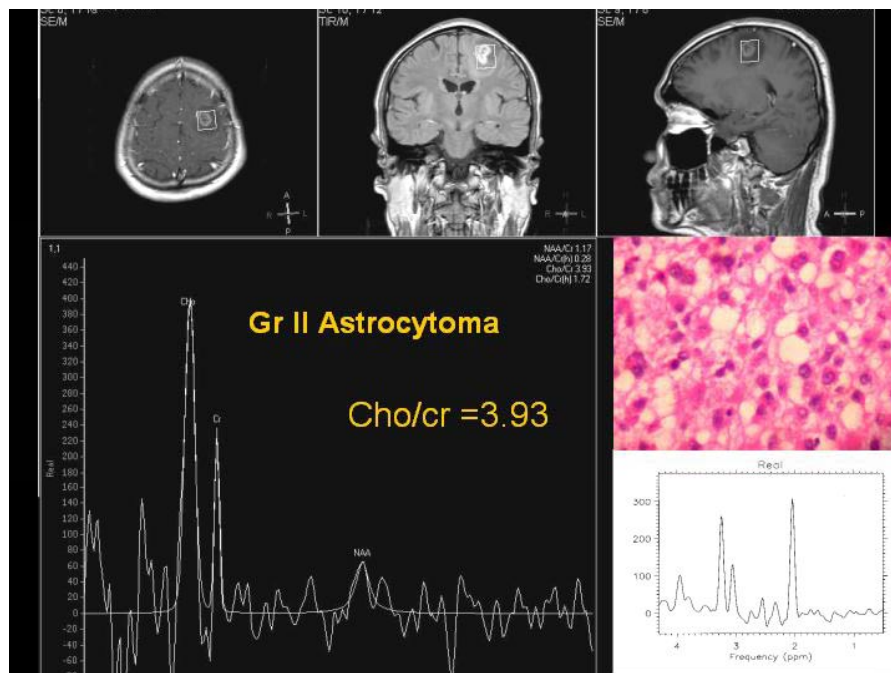 SE/M
TIR/M
SE/M
A
R
L
P
H
R
A
L
H
A
P
1,1
NAA/Cr 1.17
NAA/Cr(h) 0.28
Cho/Cr 3.93
Cho/Cr(h) 1.72
440
420
400
380
360
340
320
300
280
260
240
220
200
180
160
140
120
100
80
60
40
20
0
-20
-40
-60
-80
Real
Cho
Cr
NAA
Gr II Astrocytoma
Cho/cr =3.93
Real
300
200
100
0
4
3
2
1
Frequency (ppm)